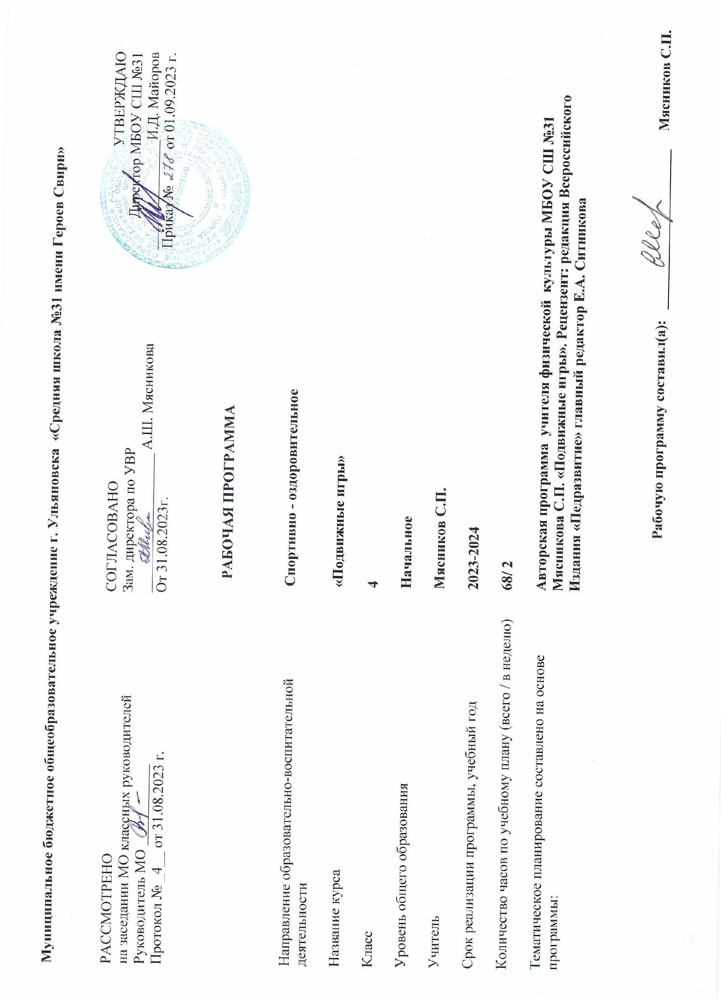 Муниципальное бюджетное общеобразовательное учреждение г. Ульяновска «Средняя школа №31 имени Героев Свири»
РАССМОТРЕНО
на заседании МО классных руководителей
Руководитель МО
Протокол № 4 от 31.08.2023 г.
СОГЛАСОВАНО
Зам. директора по УВР
А.Ш. Мясникова
От 31.08.2023г.
УТВЕРЖДАЮ
Директор МБОУ СШ №31
И.Д. Майоров
Приказ № 278 от 01.09.2023 г.
РАБОЧАЯ ПРОГРАММА
Направление образовательно-воспитательной
деятельности
Спортивно - оздоровительное
Название курса
«Подвижные игры»
Класс
4
Уровень общего образования
Начальное
Учитель
Мясников С.П.
Срок реализации программы, учебный год
2023-2024
Количество часов по учебному плану (всего / в неделю)
68/ 2
Тематическое планирование составлено на основе
программы:
Авторская программа учителя физической культуры МБОУ СШ №31
Мясникова С.П. «Подвижные игры». Рецензент: редакция Всероссийского
Издания «Педразвитие» главный редактор Е.А. Ситникова
Рабочую программу составил(а):
Мясников С.П.